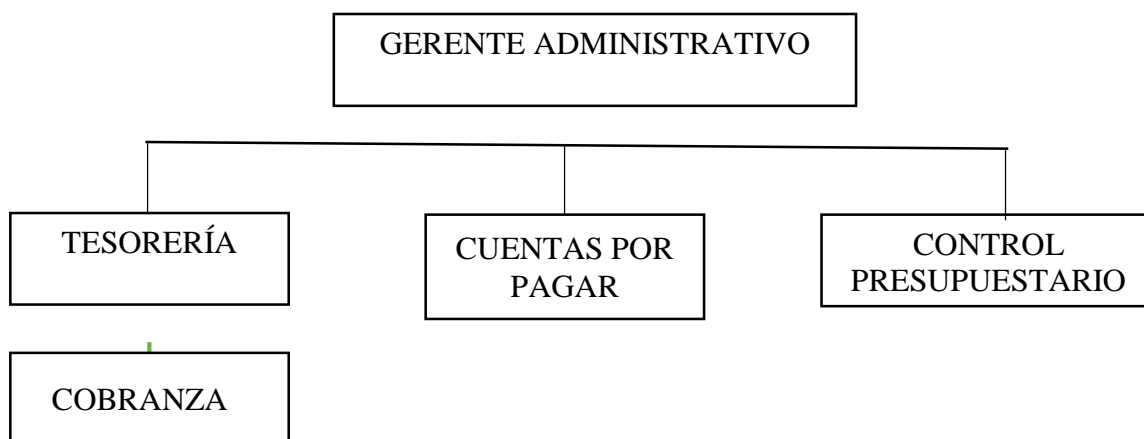 GERENTE ADMINISTRATIVO
TESORERÍA
CUENTAS POR
PAGAR
CONTROL
PRESUPUESTARIO
COBRANZA